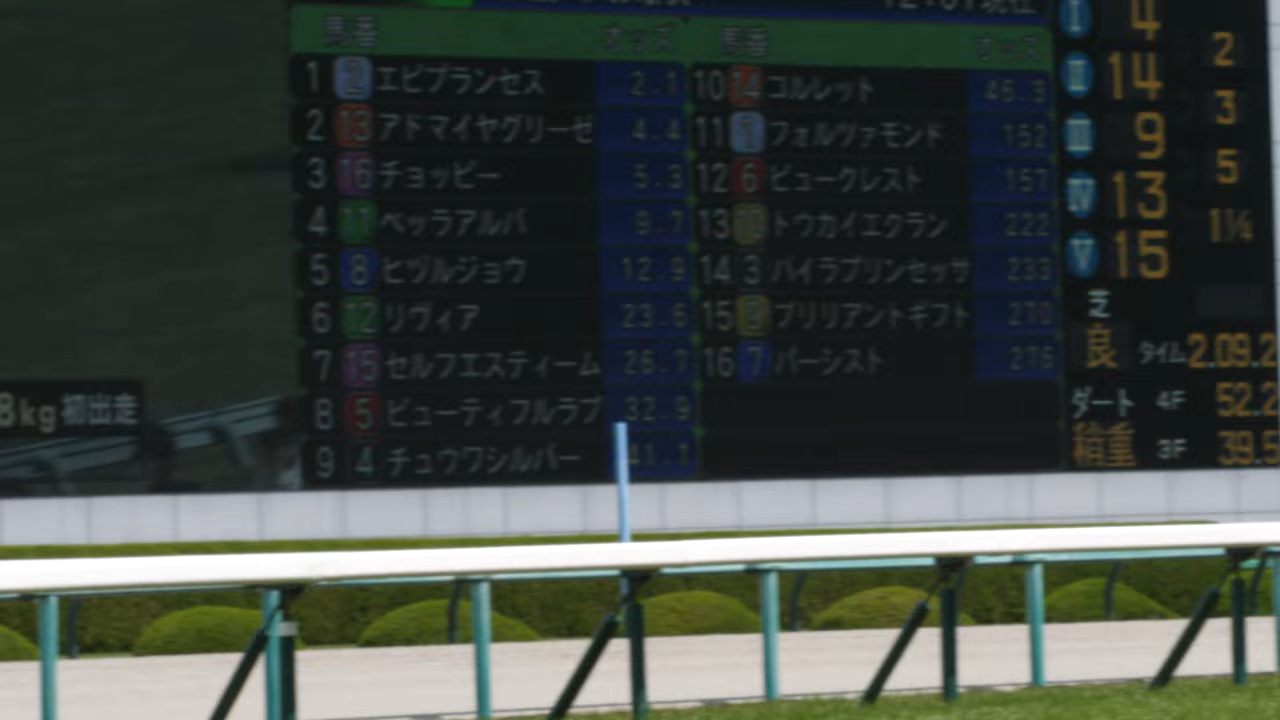 馬番 オッズ 馬番 オッズ
1 2 エピプランセス 2.1
2 13 アドマイヤグリーゼ 4.4
3 16 チョッピー 5.3
4 11 ベッラアルバ 9.7
5 8 ヒヅルジョウ 12.9
6 12 リヴィア 23.6
7 15 セルフエスティーム 26.7
8 5 ビューティフルラブ 32.9
9 4 チュウワシルバー 41.1
10 14 コルレット 46.3
11 1 フォルツァモンド 152
12 6 ビュークレスト 157
13 10 トウカイエクラン 222
14 3 パイラプリンセッサ 233
15 9 ブリリアントギフト 270
16 7 パーシスト 276
8kg 初出走
I 4
2
II 14
3
III 9
5
IV 13
1½
V 15
芝
良 タイム 2.09.2
ダート 4F 52.2
稍重 3F 39.5